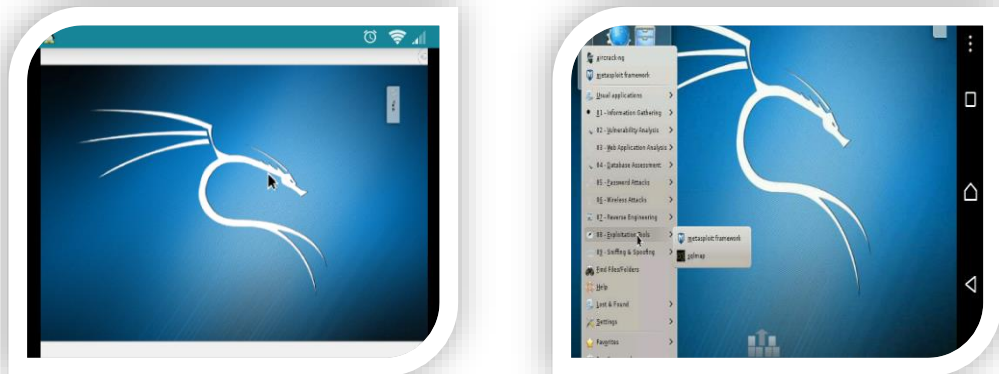 aircracking
metasploit framework
Usual applications
01 - Information Gathering
02 - Vulnerability Analysis
03 - Web Application Analysis
04 - Database Assessment
05 - Password Attacks
06 - Wireless Attacks
07 - Reverse Engineering
08 - Exploitation Tools
metasploit framework
sqlmap
09 - Sniffing & Spoofing
Find Files/Folders
Help
Lost & Found
Settings
Favorites